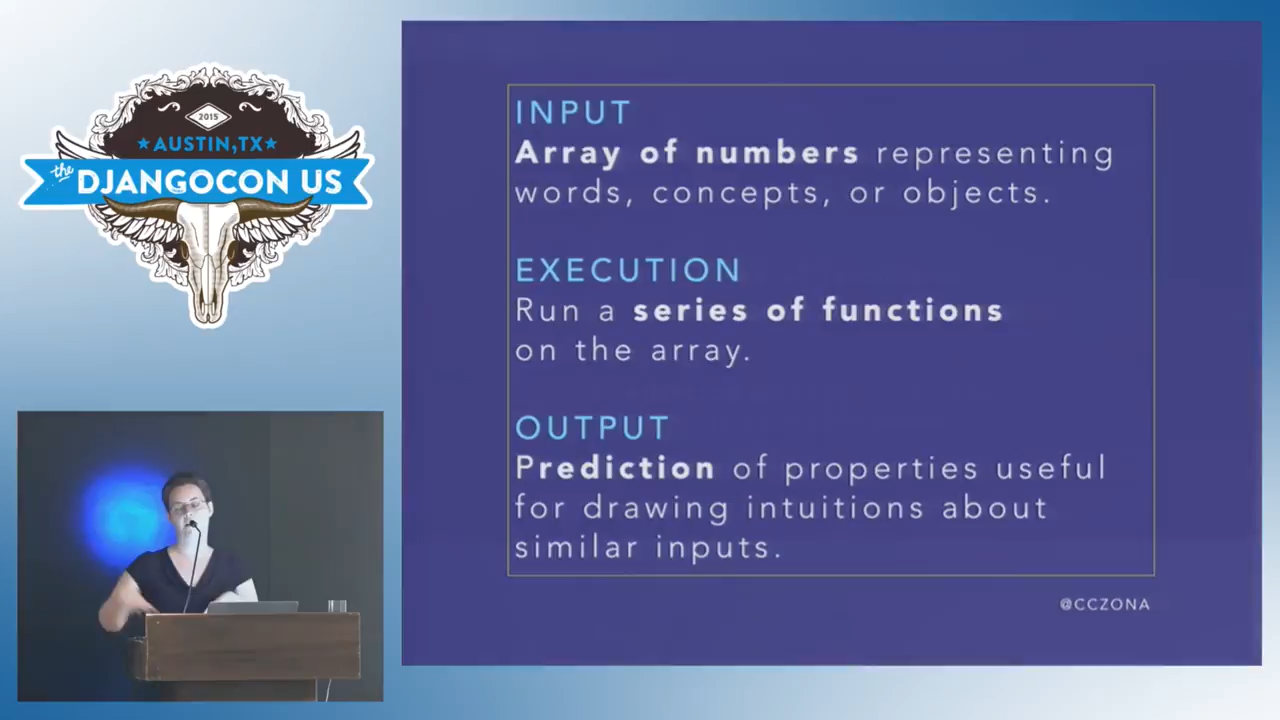 2015
★AUSTIN,TX★
the
DJANGOCON US
INPUT
Array of numbers representing
words, concepts, or objects.
EXECUTION
Run a series of functions
on the array.
OUTPUT
Prediction of properties useful
for drawing intuitions about
similar inputs.
@CCZONA